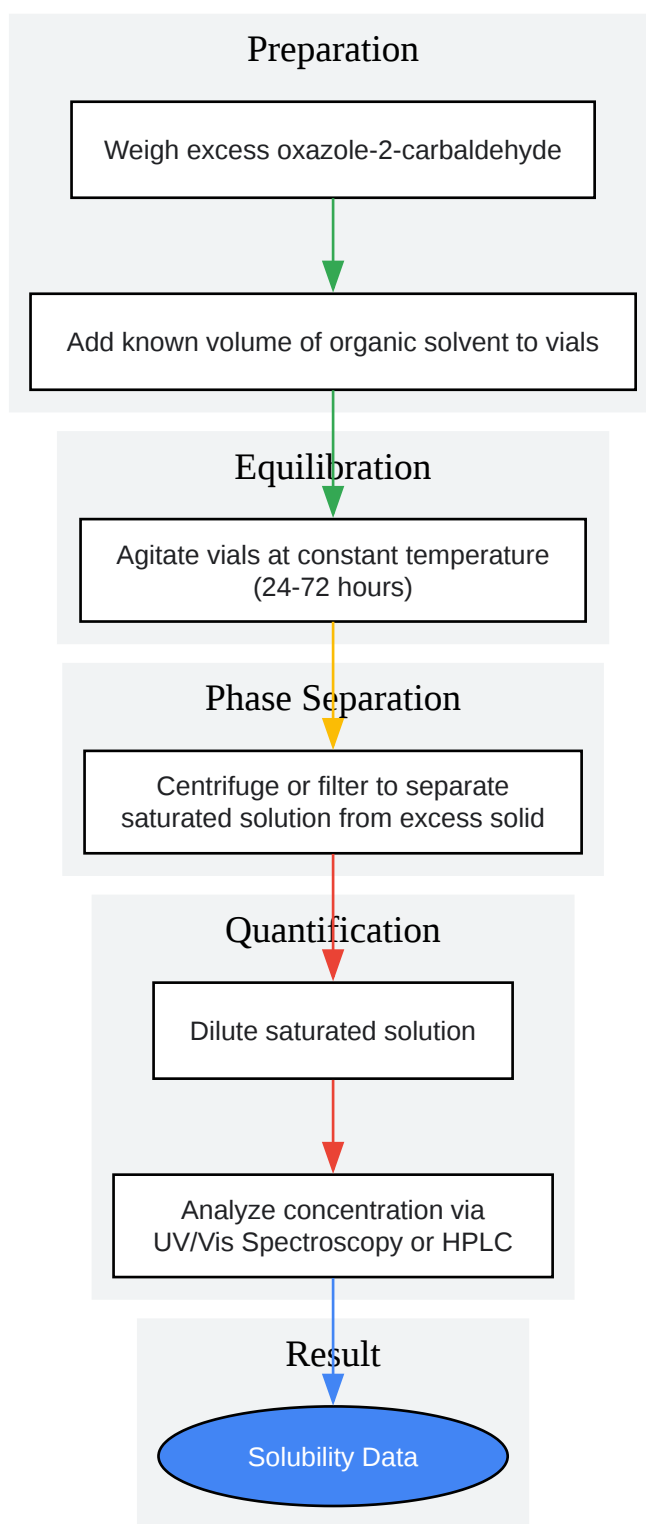 Preparation
Weigh excess oxazole-2-carbaldehyde
Add known volume of organic solvent to vials
Equilibration
Agitate vials at constant temperature
(24-72 hours)
Phase Separation
Centrifuge or filter to separate
saturated solution from excess solid
Quantification
Dilute saturated solution
Analyze concentration via
UV/Vis Spectroscopy or HPLC
Result
Solubility Data